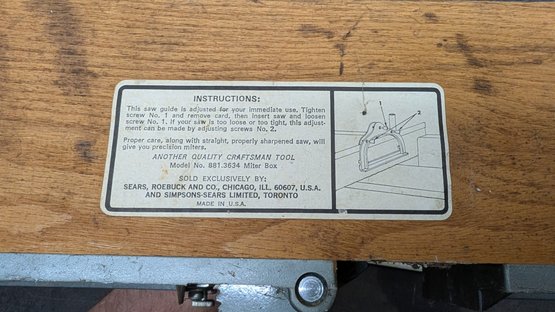 INSTRUCTIONS:
This saw guide is adjusted for your immediate use. Tighten
screw No. 1 and remove card, then insert saw and loosen
screw No. 1. If your saw is too loose or too tight, this adjust-
ment can be made by adjusting screws No. 2.
Proper care, along with straight, properly sharpened saw, will
give you precision miters.
ANOTHER QUALITY CRAFTSMAN TOOL
Model No. 881.3634 Miter Box
SOLD EXCLUSIVELY BY:
SEARS, ROEBUCK AND CO., CHICAGO, ILL. 60607, U.S.A.
AND SIMPSONS-SEARS LIMITED, TORONTO
MADE IN U.S.A.